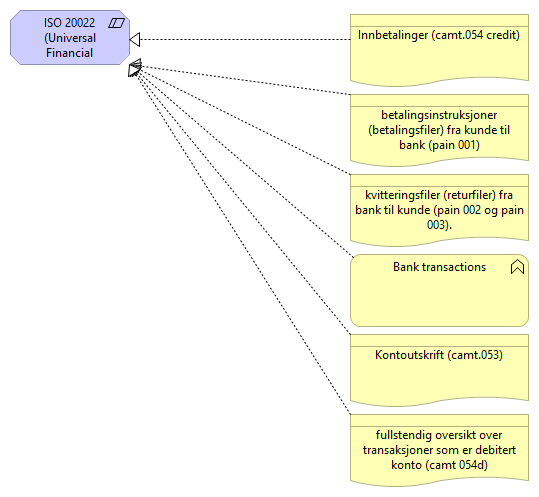 ISO 20022
(Universal
Financial
Innbetalinger (camt.054 credit)
betalingsinstruksjoner
(betalingsfiler) fra kunde til
bank (pain 001)
kvitteringsfiler (returfiler) fra
bank til kunde (pain 002 og pain
003).
Bank transactions
Kontoutskrift (camt.053)
fullstendig oversikt over
transaksjoner som er debitert
konto (camt 054d)